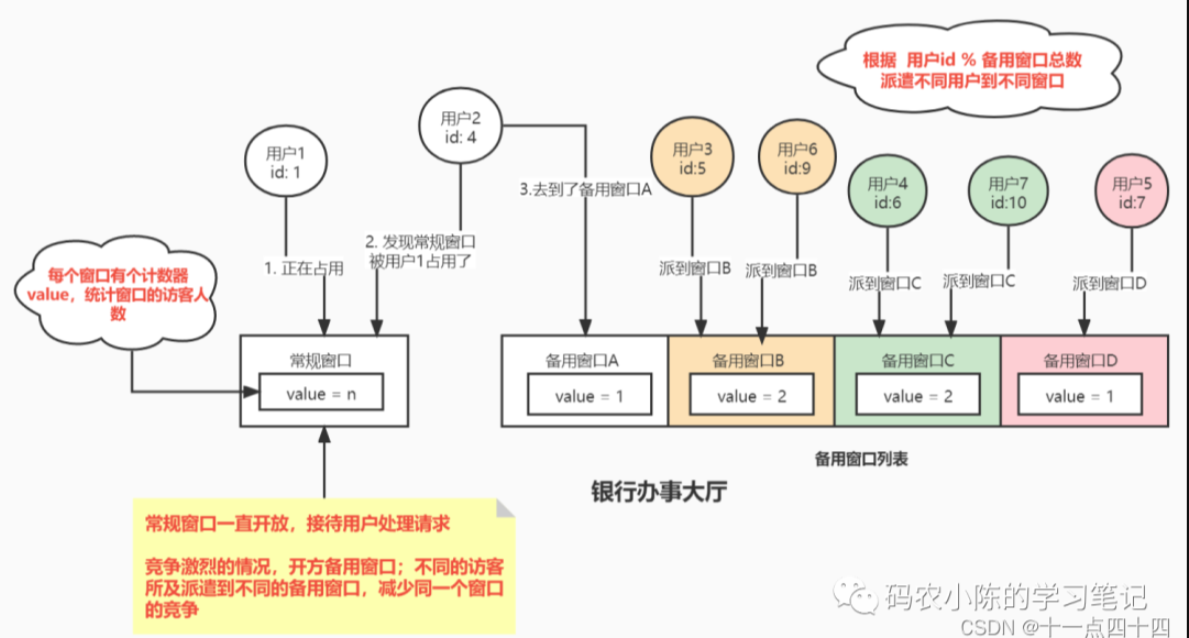 根据 用户id % 备用窗口总数
派遣不同用户到不同窗口
用户1
id: 1
用户2
id: 4
用户3
id:5
用户6
id:9
用户4
id:6
用户7
id:10
用户5
id:7
3.去到了备用窗口A
2. 发现常规窗口
被用户1占用了
1. 正在占用
派到窗口B
派到窗口B
派到窗口C
派到窗口C
派到窗口D
每个窗口有个计数器
value，统计窗口的访客人
数
常规窗口
value = n
备用窗口A
value = 1
备用窗口B
value = 2
备用窗口C
value = 2
备用窗口D
value = 1
备用窗口列表
银行办事大厅
常规窗口一直开放，接待用户处理请求
竞争激烈的情况，开方备用窗口；不同的访客
所及派遣到不同的备用窗口，减少同一个窗口
的竞争
码农小陈的学习笔记
CSDN @十一点四十四